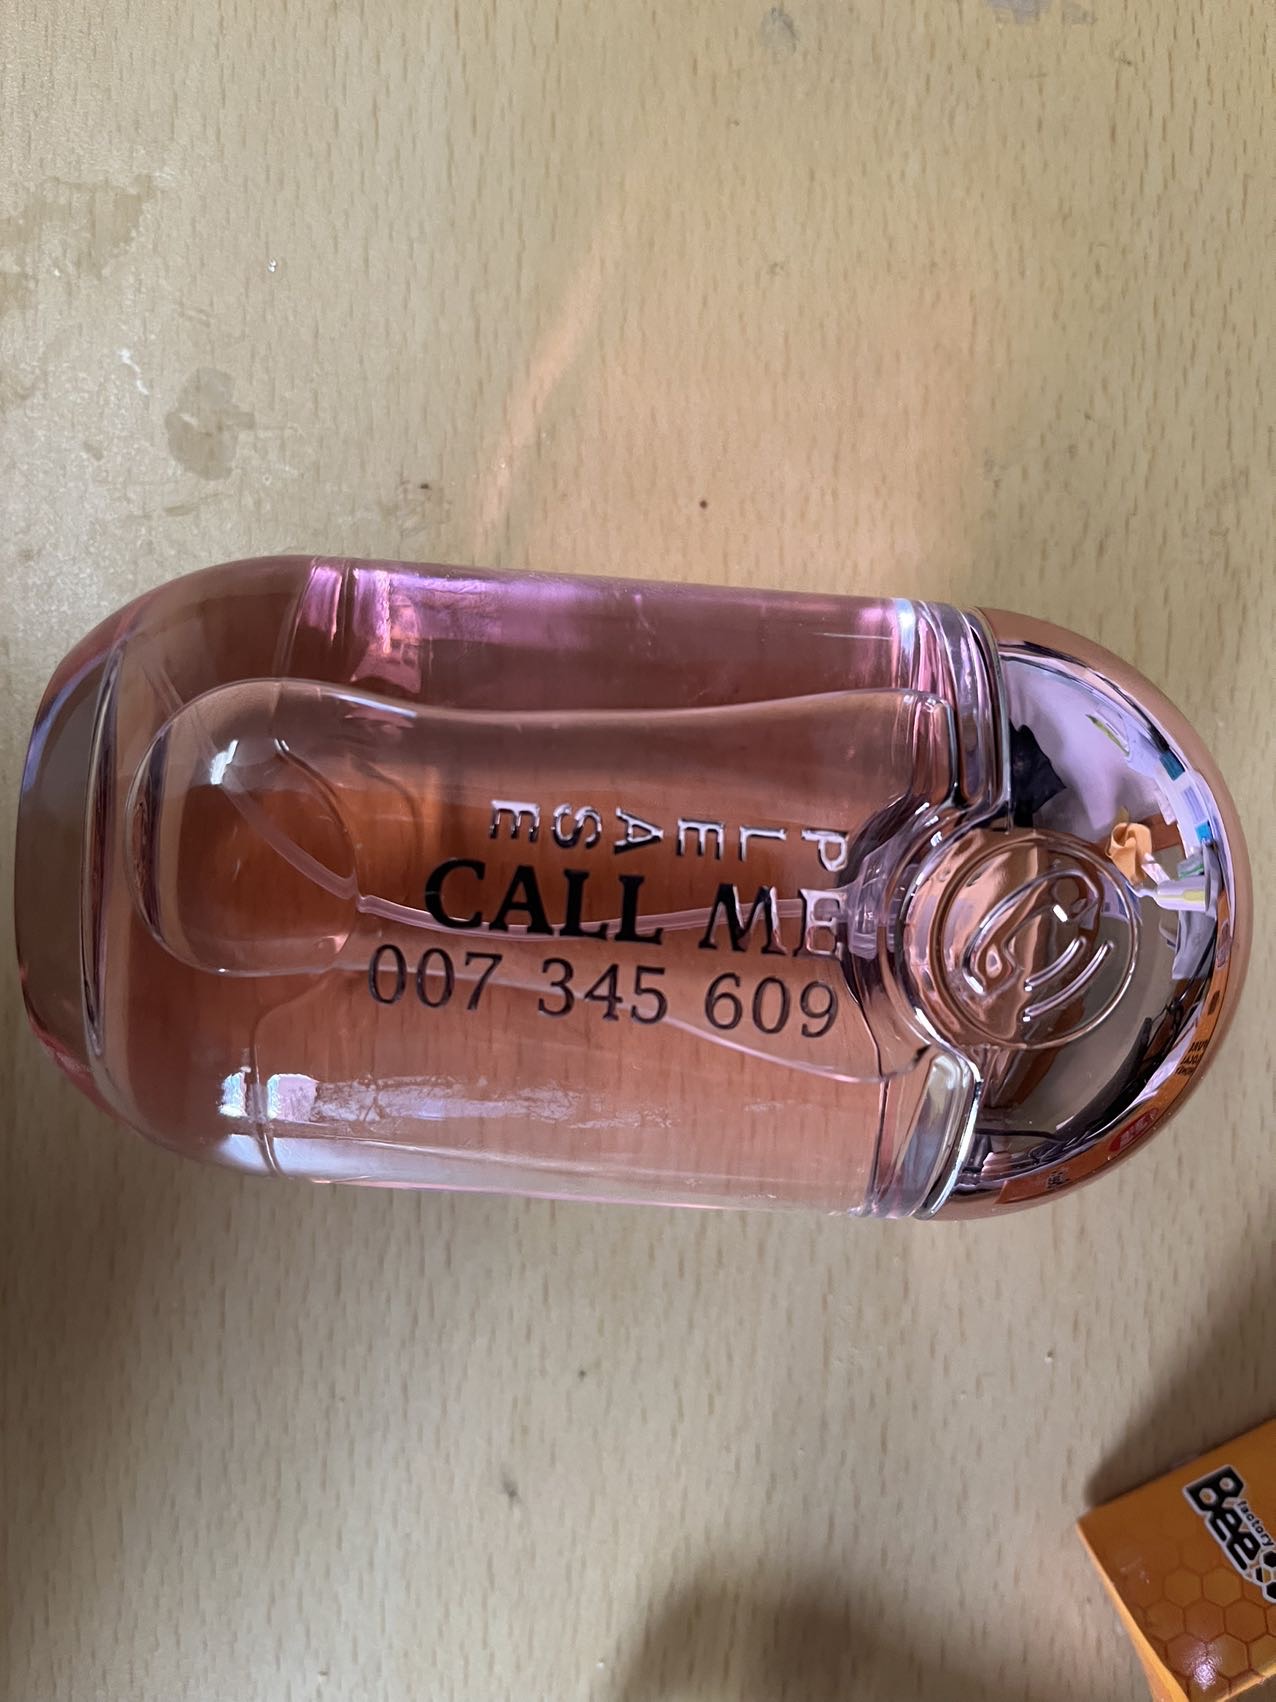 PLEASE
CALL ME
007 345 609
Bee
factory